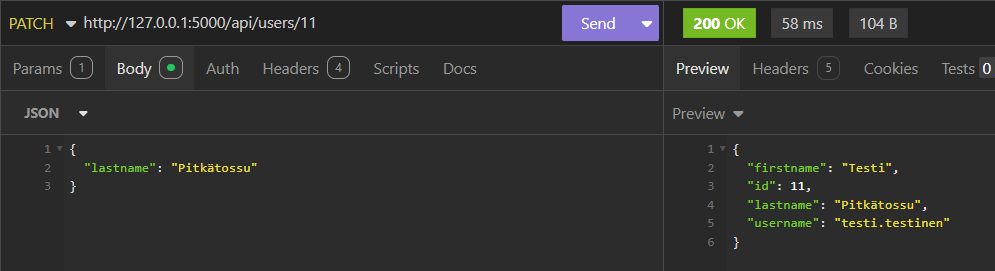 PATCH http://127.0.0.1:5000/api/users/11 Send 200 OK 58 ms 104 B
Params 1 Body Auth Headers 4 Scripts Docs Preview Headers 5 Cookies Tests 0
JSON Preview
1 {
2 "lastname": "Pitkätossu"
3 }
1 {
2 "firstname": "Testi",
3 "id": 11,
4 "lastname": "Pitkätossu",
5 "username": "testi.testinen"
6 }